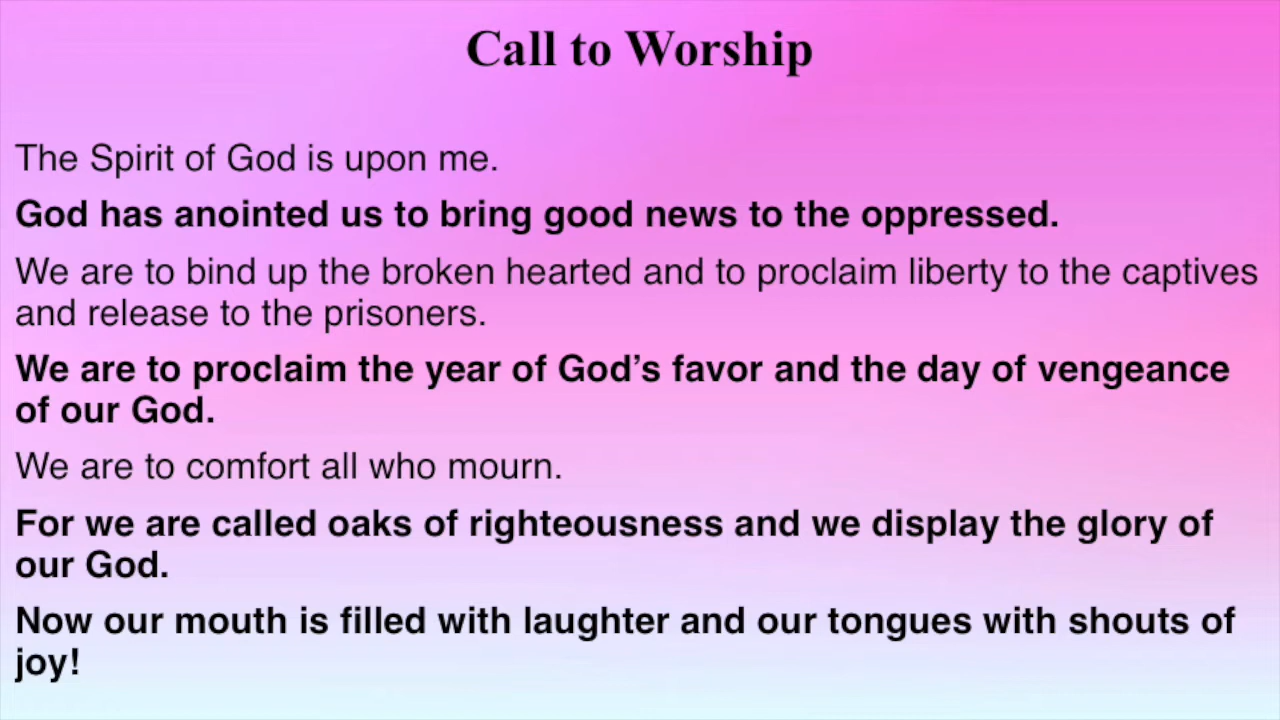 Call to Worship
The Spirit of God is upon me.
God has anointed us to bring good news to the oppressed.
We are to bind up the broken hearted and to proclaim liberty to the captives
and release to the prisoners.
We are to proclaim the year of God’s favor and the day of vengeance
of our God.
We are to comfort all who mourn.
For we are called oaks of righteousness and we display the glory of
our God.
Now our mouth is filled with laughter and our tongues with shouts of
joy!